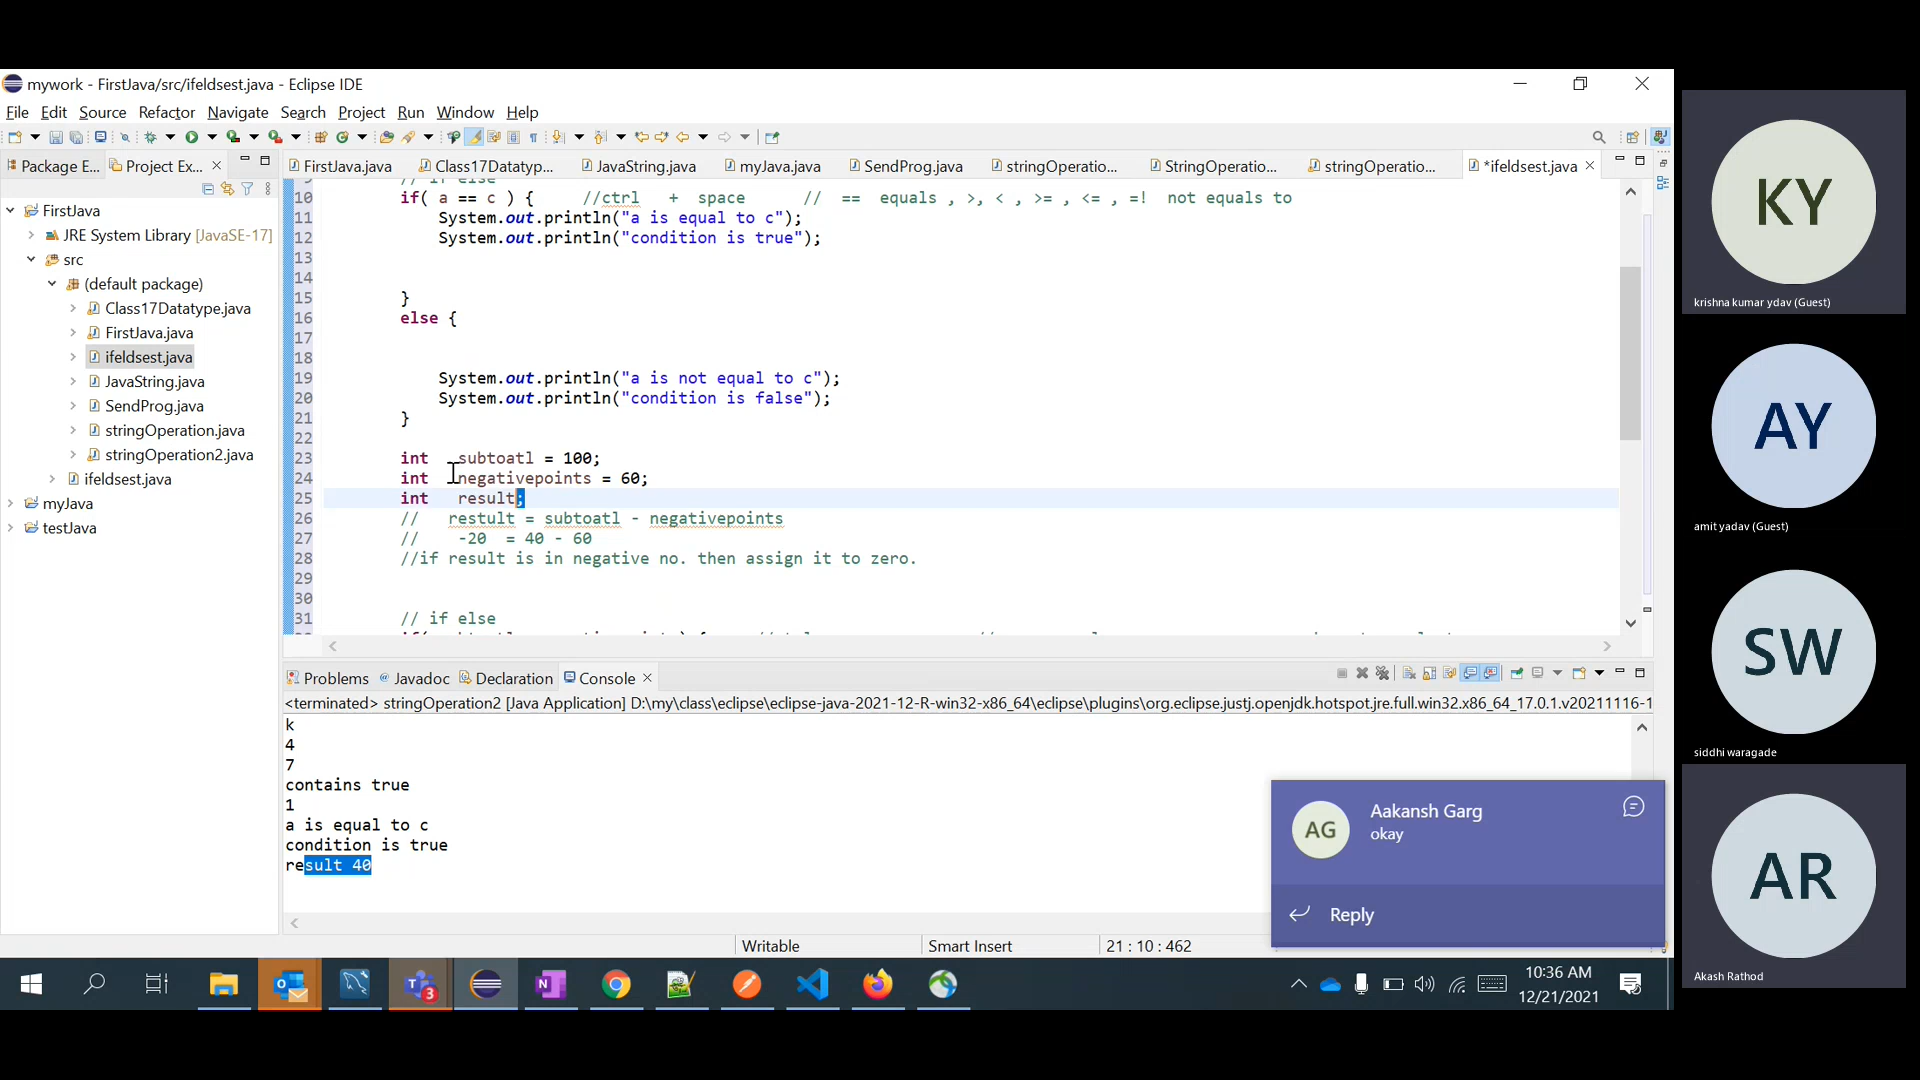 mywork - FirstJava/src/ifeldsest.java - Eclipse IDE
File Edit Source Refactor Navigate Search Project Run Window Help
Package E... Project Ex... FirstJava.java Class17Datatyp... JavaString.java myJava.java SendProg.java stringOperatio... StringOperatio... stringOperatio... *ifeldsest.java
FirstJava
JRE System Library [JavaSE-17]
src
(default package)
Class17Datatype.java
FirstJava.java
ifeldsest.java
JavaString.java
SendProg.java
stringOperation.java
stringOperation2.java
ifeldsest.java
myJava
testJava
// if else
10 if( a == c ) { //ctrl + space // == equals , >, < , >= , <= , =! not equals to
11 System.out.println("a is equal to c");
12 System.out.println("condition is true");
13
14
15 }
16 else {
17
18
19 System.out.println("a is not equal to c");
20 System.out.println("condition is false");
21 }
22
23 int subtoatl = 100;
24 int negativepoints = 60;
25 int result;
26 // restult = subtoatl - negativepoints
27 // -20 = 40 - 60
28 //if result is in negative no. then assign it to zero.
29
30
31 // if else
Problems Javadoc Declaration Console
<terminated> stringOperation2 [Java Application] D:\my\class\eclipse\eclipse-java-2021-12-R-win32-x86_64\eclipse\plugins\org.eclipse.justj.openjdk.hotspot.jre.full.win32.x86_64_17.0.1.v20211116-1
k
4
7
contains true
1
a is equal to c
condition is true
result 40
Writable Smart Insert 21 : 10 : 462
AG
Aakansh Garg
okay
Reply
3
10:36 AM
12/21/2021
KY
krishna kumar ydav (Guest)
AY
amit yadav (Guest)
SW
siddhi waragade
AR
Akash Rathod